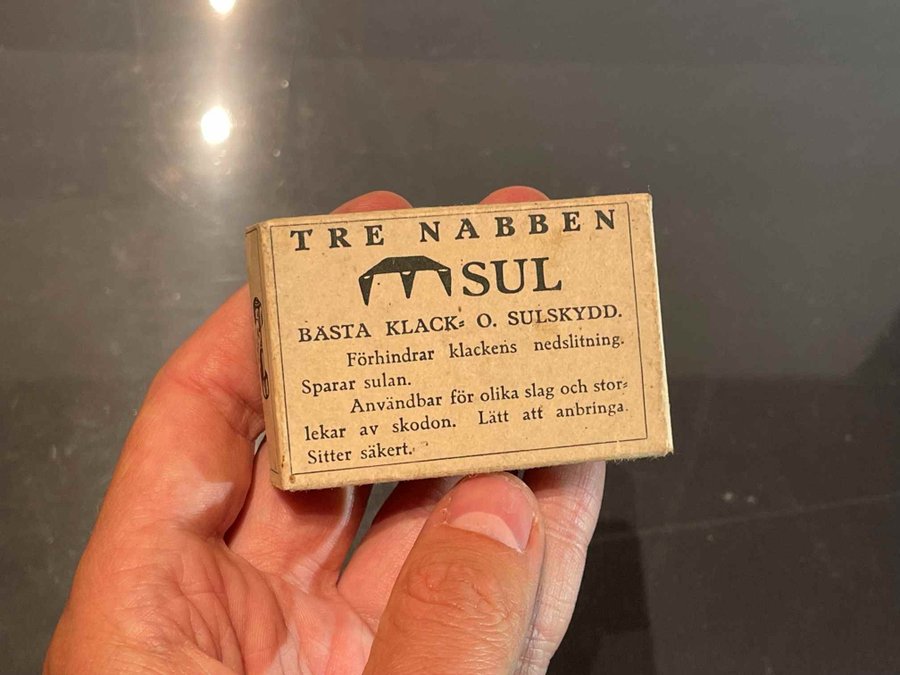 TRE NABBEN
SUL
BÄSTA KLACK= O. SULSKYDD.
Förhindrar klackens nedslitning.
Sparar sulan.
Användbar för olika slag och stor=
lekar av skodon. Lätt att anbringa.
Sitter säkert.